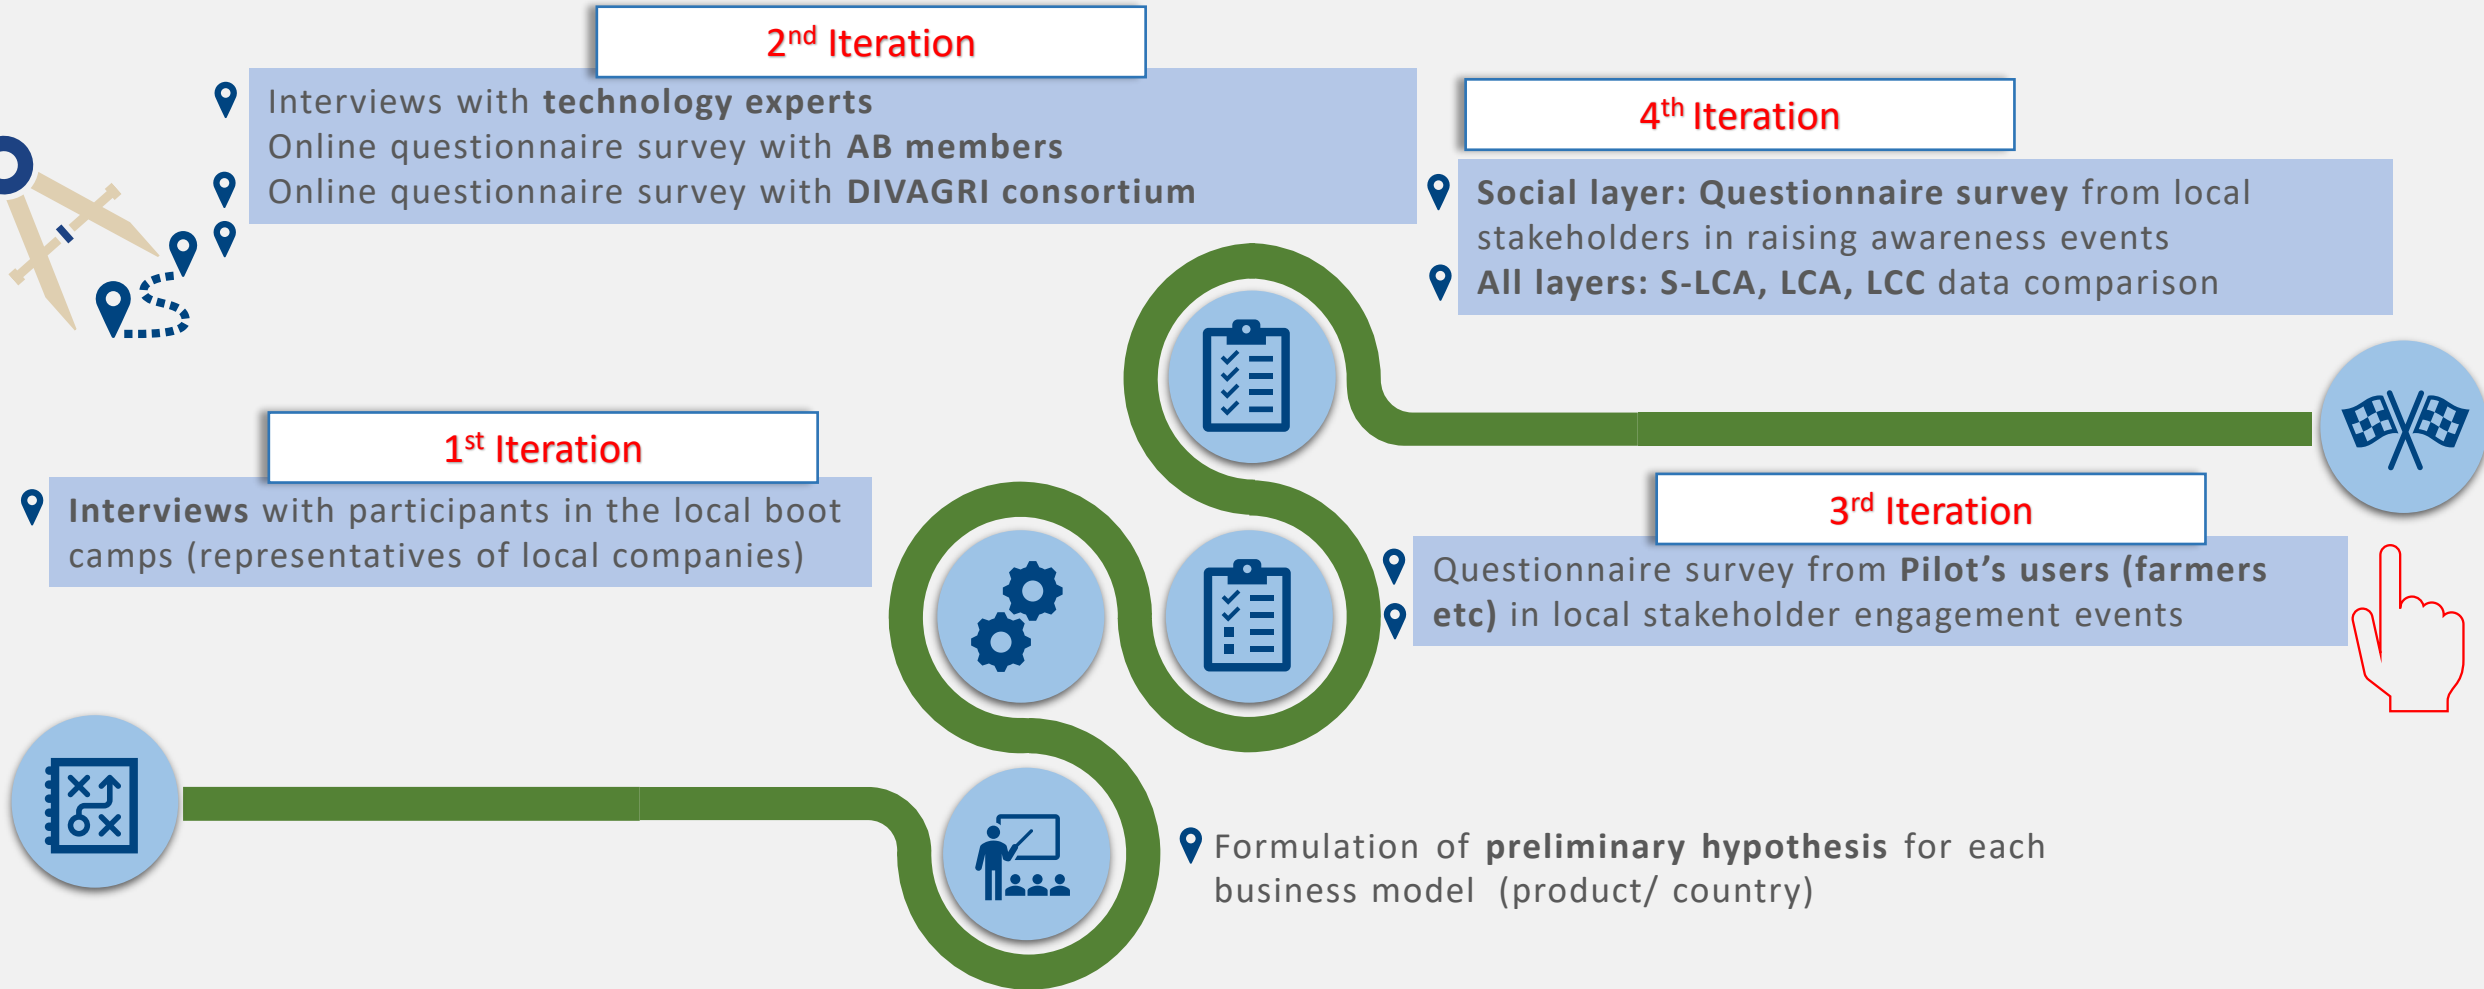 2nd Iteration
Interviews with technology experts
Online questionnaire survey with AB members
Online questionnaire survey with DIVAGRI consortium
4th Iteration
Social layer: Questionnaire survey from local
stakeholders in raising awareness events
All layers: S-LCA, LCA, LCC data comparison
1st Iteration
Interviews with participants in the local boot
camps (representatives of local companies)
3rd Iteration
Questionnaire survey from Pilot’s users (farmers
etc) in local stakeholder engagement events
Formulation of preliminary hypothesis for each
business model (product/ country)